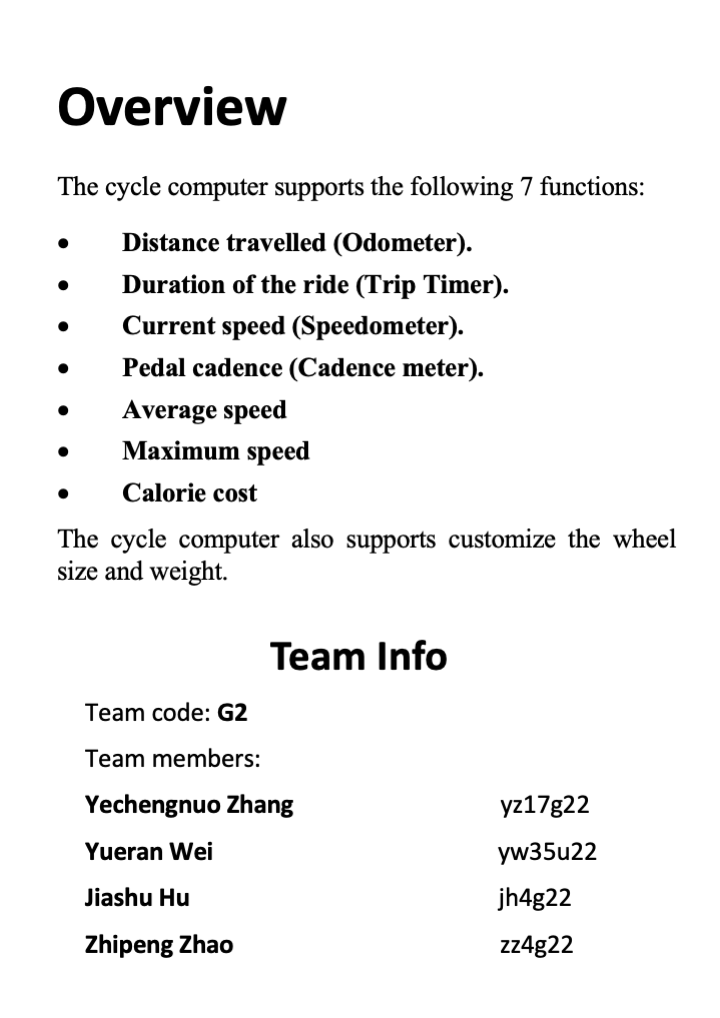 Overview
The cycle computer supports the following 7 functions:
• Distance travelled (Odometer).
• Duration of the ride (Trip Timer).
• Current speed (Speedometer).
• Pedal cadence (Cadence meter).
• Average speed
• Maximum speed
• Calorie cost
The cycle computer also supports customize the wheel
size and weight.
Team Info
Team code: G2
Team members:
Yechengnuo Zhang yz17g22
Yueran Wei yw35u22
Jiashu Hu jh4g22
Zhipeng Zhao zz4g22